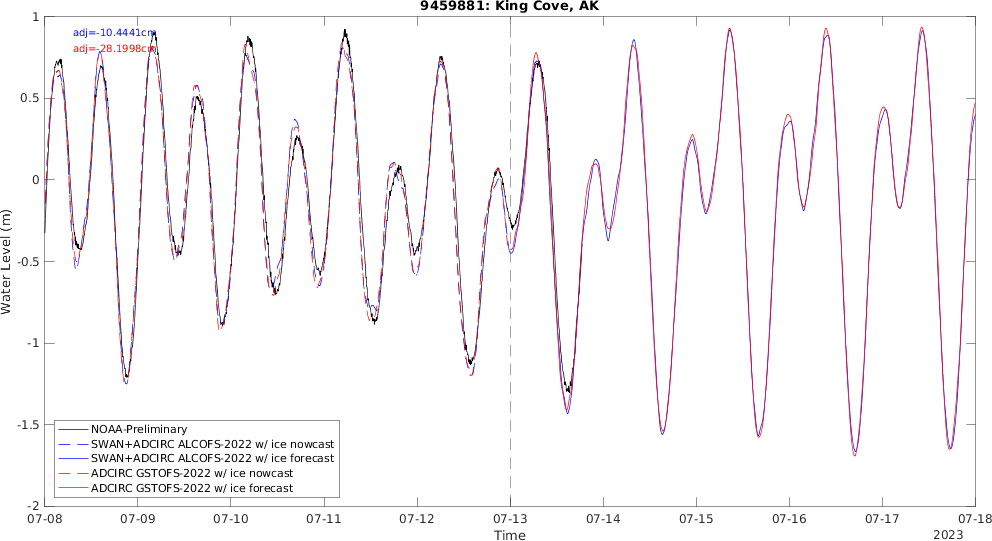 9459881: King Cove, AK
adj=-10.4441cm
adj=-28.1998cm
Water Level (m)
1
0.5
0
-0.5
-1
-1.5
-2
NOAA-Preliminary
SWAN+ADCIRC ALCOFS-2022 w/ ice nowcast
SWAN+ADCIRC ALCOFS-2022 w/ ice forecast
ADCIRC GSTOFS-2022 w/ ice nowcast
ADCIRC GSTOFS-2022 w/ ice forecast
07-08 07-09 07-10 07-11 07-12 07-13 07-14 07-15 07-16 07-17 07-18
Time
2023